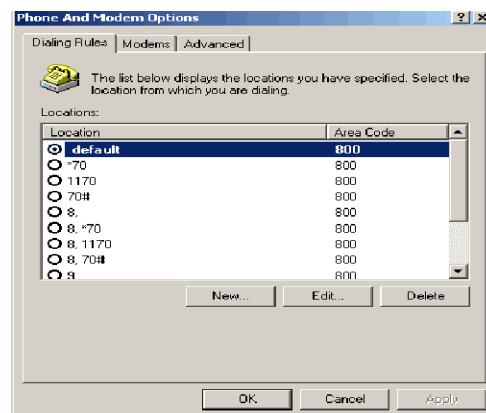 Phone And Modem Options
Dialing Rules Modems Advanced
The list below displays the locations you have specified. Select the
location from which you are dialing.
Locations:
Location Area Code
default 800
*70 800
1170 800
70# 800
8, 800
8, *70 800
8, 1170 800
8, 70# 800
9 800
New... Edit... Delete
OK Cancel Apply